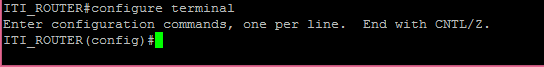 ITI_ROUTER#configure terminal
Enter configuration commands, one per line.  End with CNTL/Z.
ITI_ROUTER(config)#